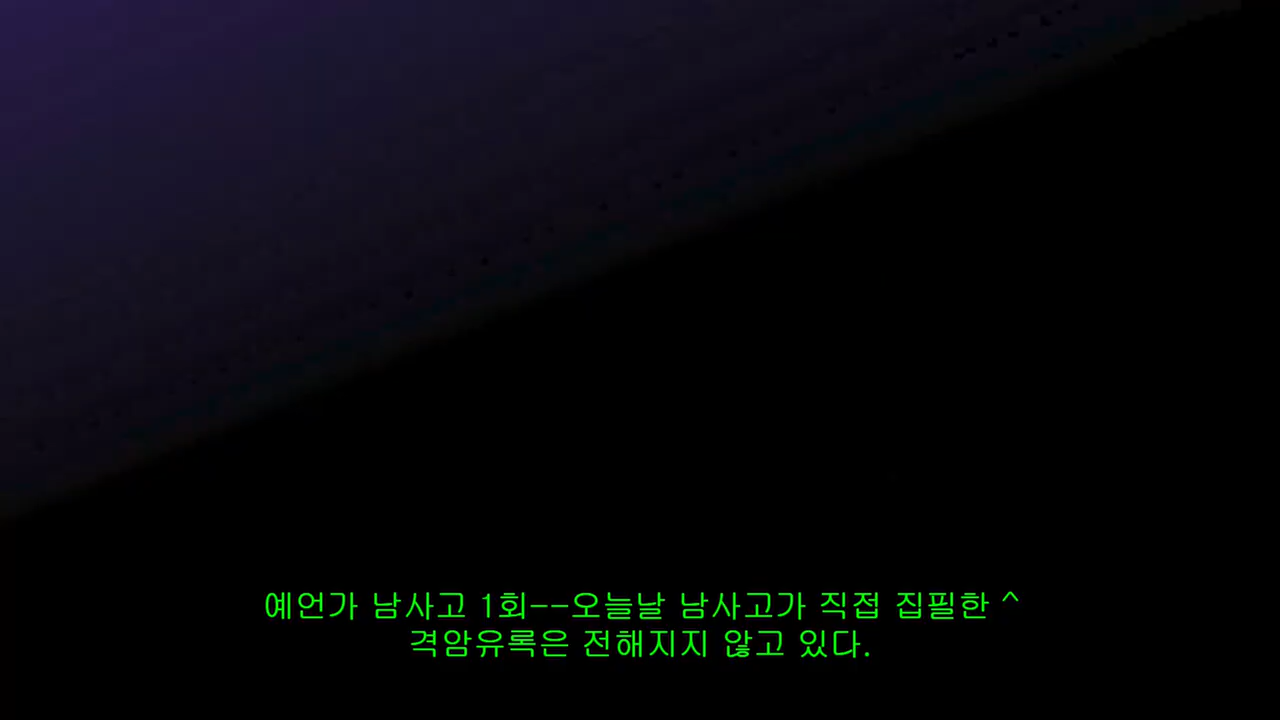 예언가 남사고 1회--오늘날 남사고가 직접 집필한 ^
격암유록은 전해지지 않고 있다.